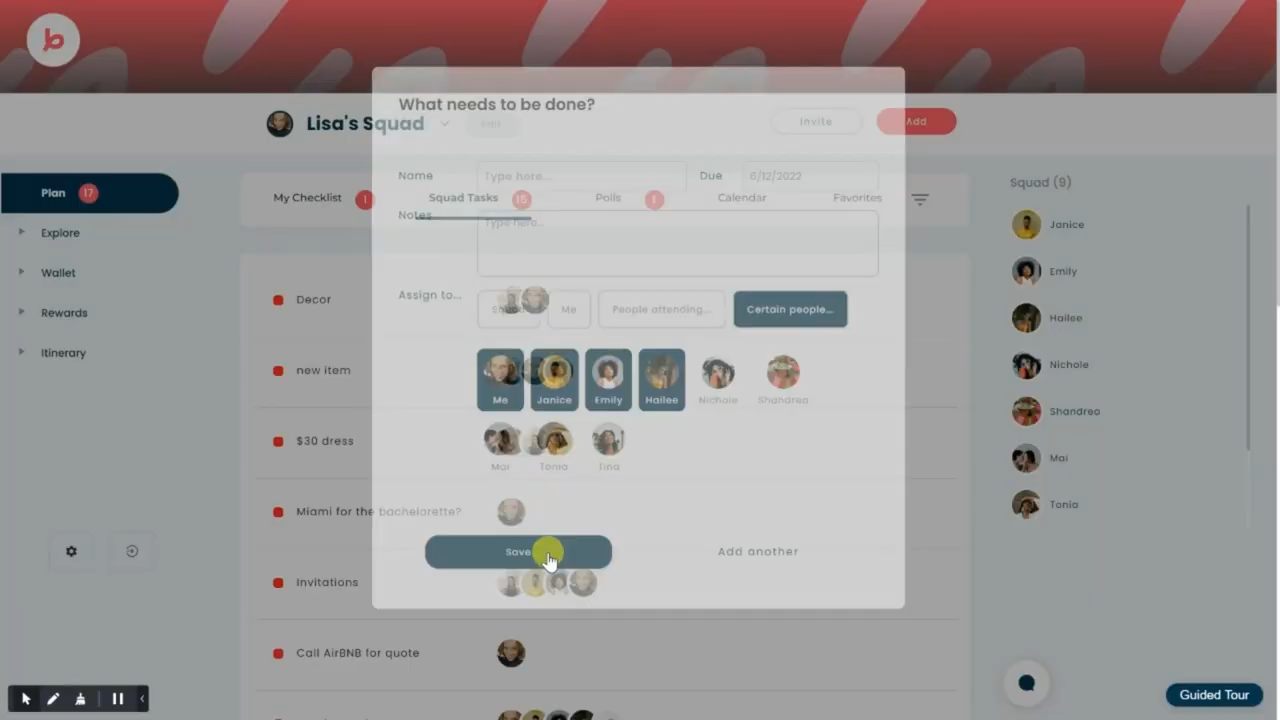 b
What needs to be done?
Lisa's Squad
Edit
Invite
Add
Name
Type here...
Due
6/12/2022
Plan 17
My Checklist 1
Squad Tasks 15
Polls 1
Calendar
Favorites
Squad (9)
Notes
Type here...
Janice
Explore
Emily
Wallet
Assign to...
Me
People attending...
Certain people...
Decor
Rewards
Hailee
Itinerary
new item
Nichole
Me
Janice
Emily
Hailee
Nichole
Shandrea
Shandrea
$30 dress
Mai
Mai
Tonia
Tina
Tonia
Miami for the bachelorette?
Save
Add another
Invitations
Call AirBNB for quote
Guided Tour